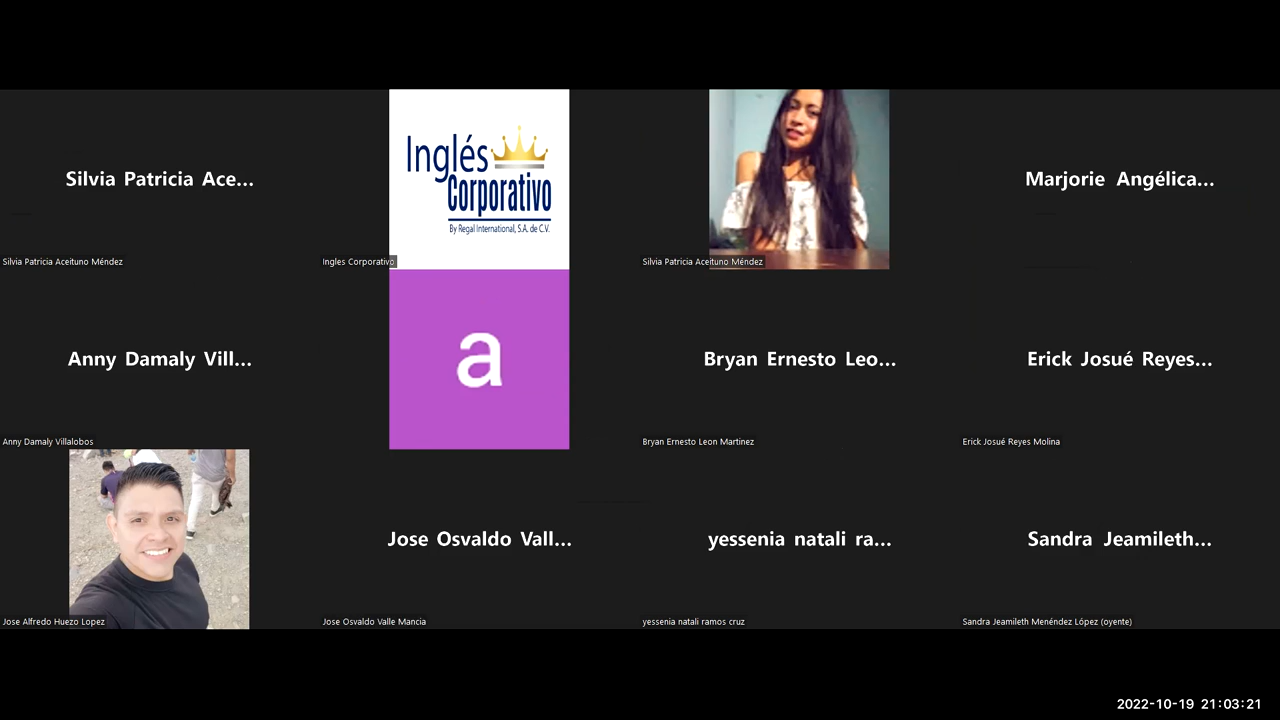 Silvia Patricia Ace...
Silvia Patricia Aceituno Méndez
Inglés
Corporativo
By Regal International, S.A. de C.V.
Ingles Corporativo
Silvia Patricia Aceituno Méndez
Marjorie Angélica...
Anny Damaly Vill...
Anny Damaly Villalobos
a
Bryan Ernesto Leo...
Bryan Ernesto Leon Martinez
Erick Josué Reyes...
Erick Josué Reyes Molina
Jose Alfredo Huezo Lopez
Jose Osvaldo Vall...
Jose Osvaldo Valle Mancia
yessenia natali ra...
yessenia natali ramos cruz
Sandra Jeamileth...
Sandra Jeamileth Menéndez López (oyente)
2022-10-19 21:03:21